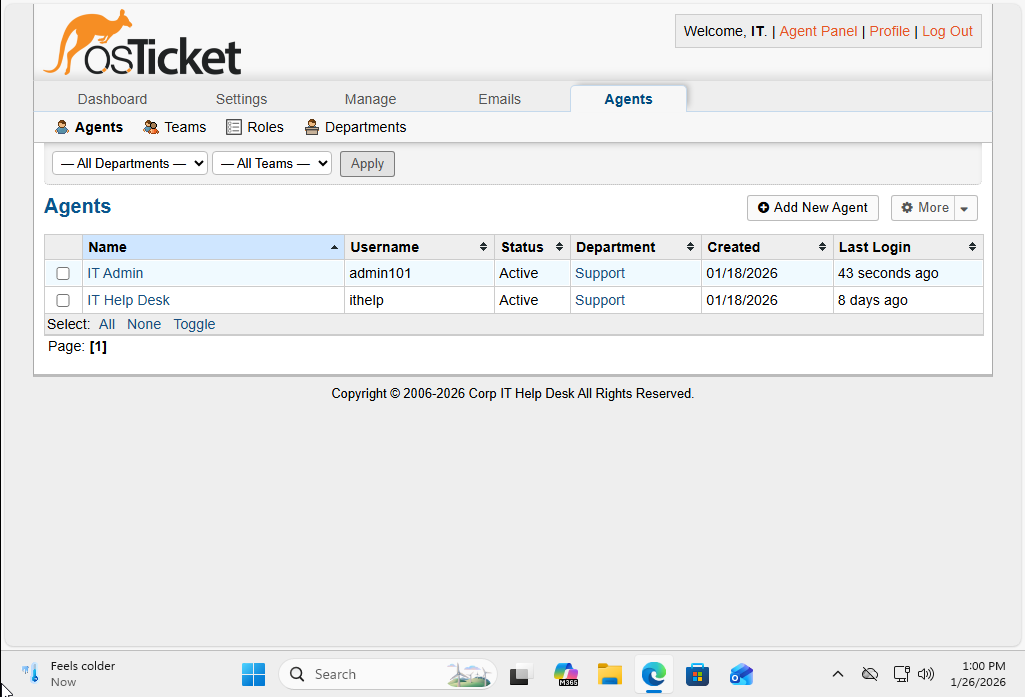 osTicket
Welcome, IT. | Agent Panel | Profile | Log Out
Dashboard Settings Manage Emails Agents
Agents Teams Roles Departments
— All Departments — — All Teams — Apply
Agents
Add New Agent More
Name Username Status Department Created Last Login
IT Admin admin101 Active Support 01/18/2026 43 seconds ago
IT Help Desk ithelp Active Support 01/18/2026 8 days ago
Select: All None Toggle
Page: [1]
Copyright © 2006-2026 Corp IT Help Desk All Rights Reserved.
Feels colder
Now
Search
M365
1:00 PM
1/26/2026